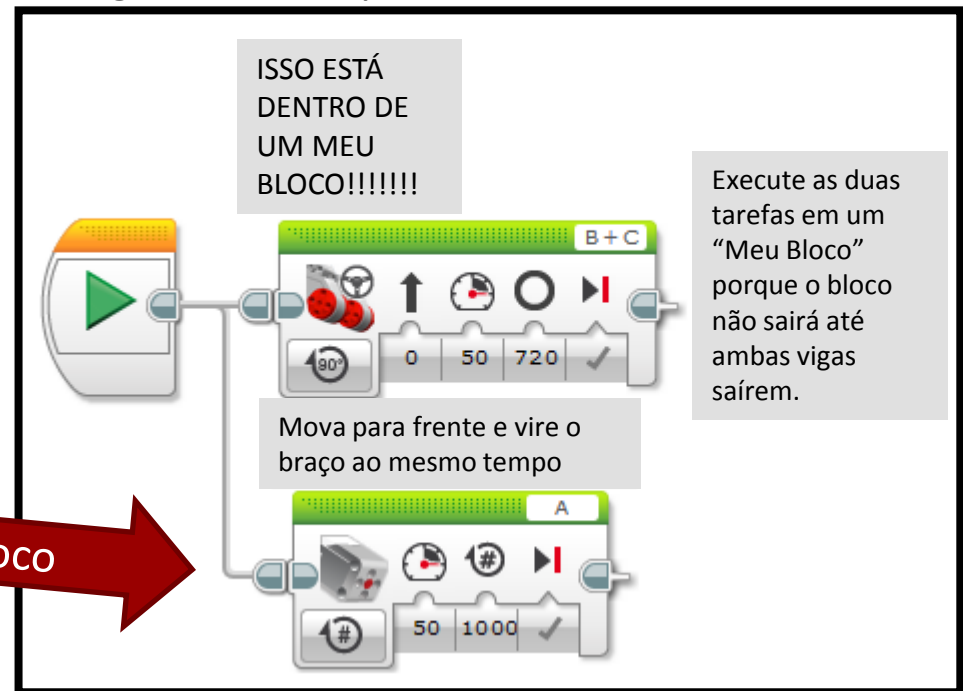 ISSO ESTÁ
DENTRO DE
UM MEU
BLOCO!!!!!!!
Execute as duas
tarefas em um
“Meu Bloco”
porque o bloco
não sairá até
ambas vigas
saírem.
B + C
90°
0 50 720
Mova para frente e vire o
braço ao mesmo tempo
A
#
#
50 1000